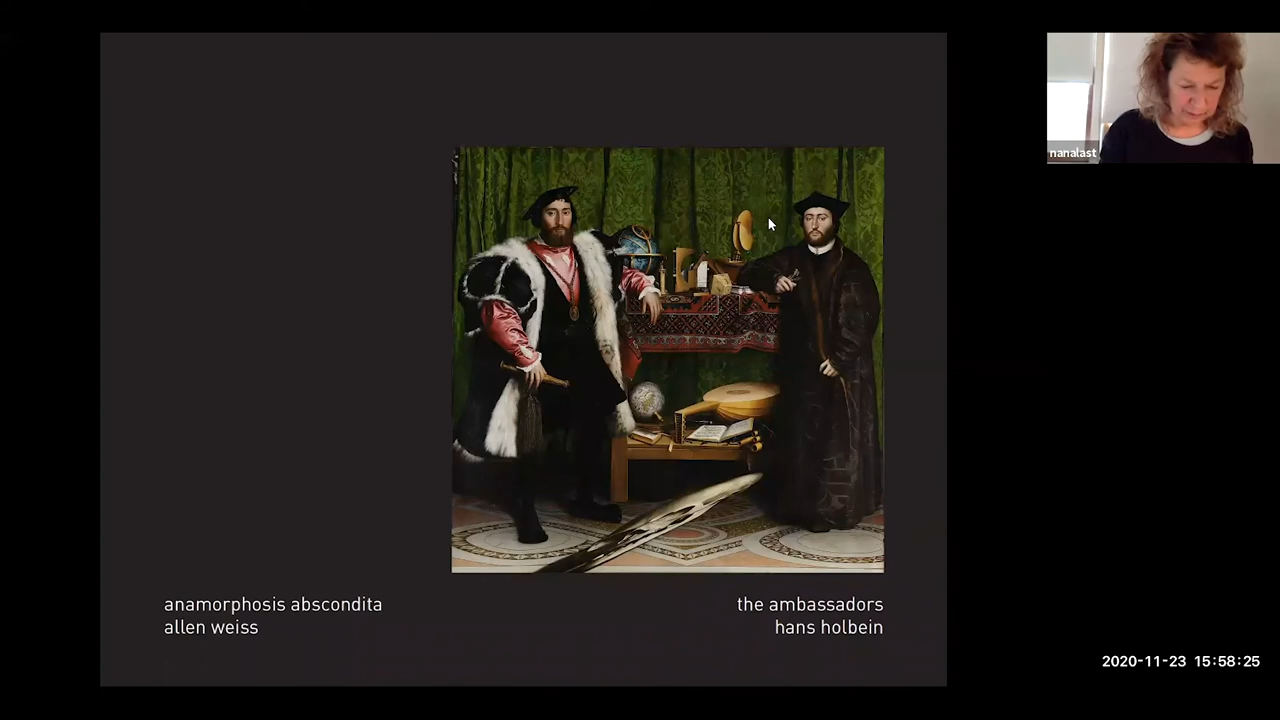 nanalast
anamorphosis abscondita
allen weiss
the ambassadors
hans holbein
2020-11-23 15:58:25